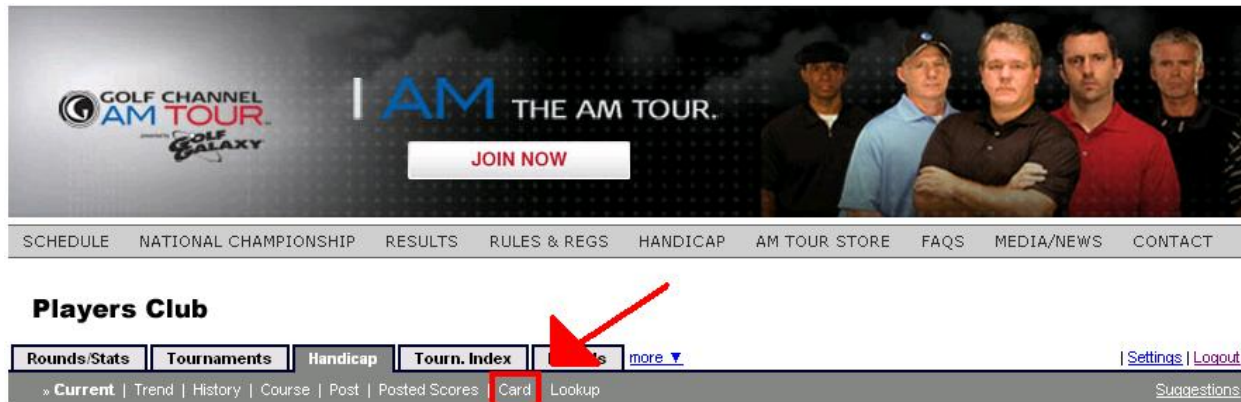 GOLF CHANNEL
AM TOUR
powered by GOLF GALAXY
I AM THE AM TOUR.
JOIN NOW
SCHEDULE NATIONAL CHAMPIONSHIP RESULTS RULES & REGS HANDICAP AM TOUR STORE FAQS MEDIA/NEWS CONTACT
Players Club
Rounds/Stats Tournaments Handicap Tourn. Index more ▼ | Settings | Logout
» Current | Trend | History | Course | Post | Posted Scores | Card Lookup Suggestions